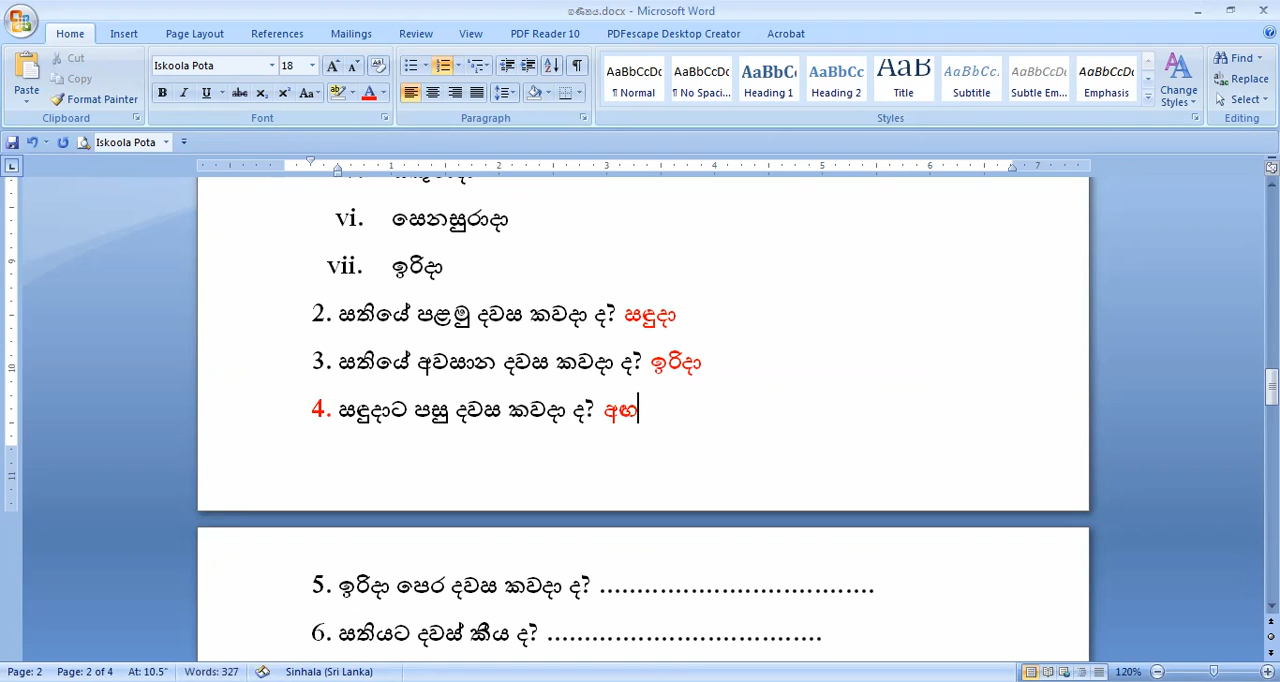 ගණිතය.docx - Microsoft Word
Home Insert Page Layout References Mailings Review View PDF Reader 10 PDFescape Desktop Creator Acrobat
Paste Cut Copy Format Painter
Iskoola Pota 18
AaBbCcDc AaBbCcDc AaBbC AaBbCc AaB AaBbCc. AaBbCcDc AaBbCcDc
¶ Normal ¶ No Spaci... Heading 1 Heading 2 Title Subtitle Subtle Em... Emphasis
Change Styles
Find Replace Select
Clipboard Font Paragraph Styles Editing
Iskoola Pota
vi. සෙනසුරාදා
vii. ඉරිදා
2. සතියේ පළමු දවස කවදා ද? සඳුදා
3. සතියේ අවසාන දවස කවදා ද? ඉරිදා
4. සඳුදාට පසු දවස කවදා ද? අඟ
5. ඉරිදා පෙර දවස කවදා ද? ....................................
6. සතියට දවස් කීය ද? ....................................
Page: 2 Page: 2 of 4 At: 10.5" Words: 327 Sinhala (Sri Lanka) 120%